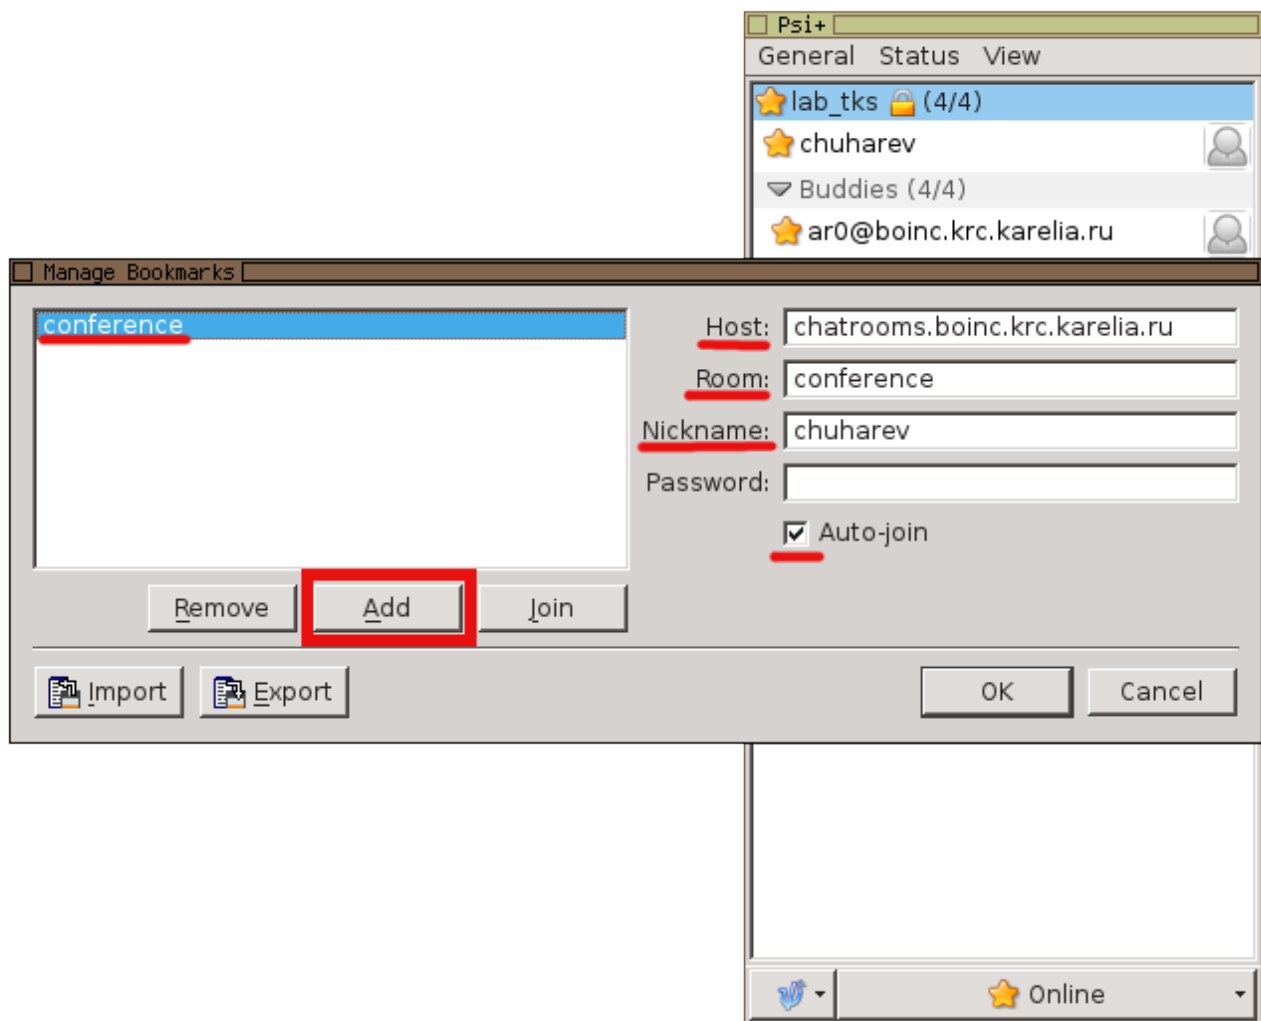 Psi+
General Status View
lab_tks (4/4)
chuharev
Buddies (4/4)
ar0@boinc.krc.karelia.ru
Manage Bookmarks
conference
Host: chatrooms.boinc.krc.karelia.ru
Room: conference
Nickname: chuharev
Password:
Auto-join
Remove Add Join
Import Export OK Cancel
Online